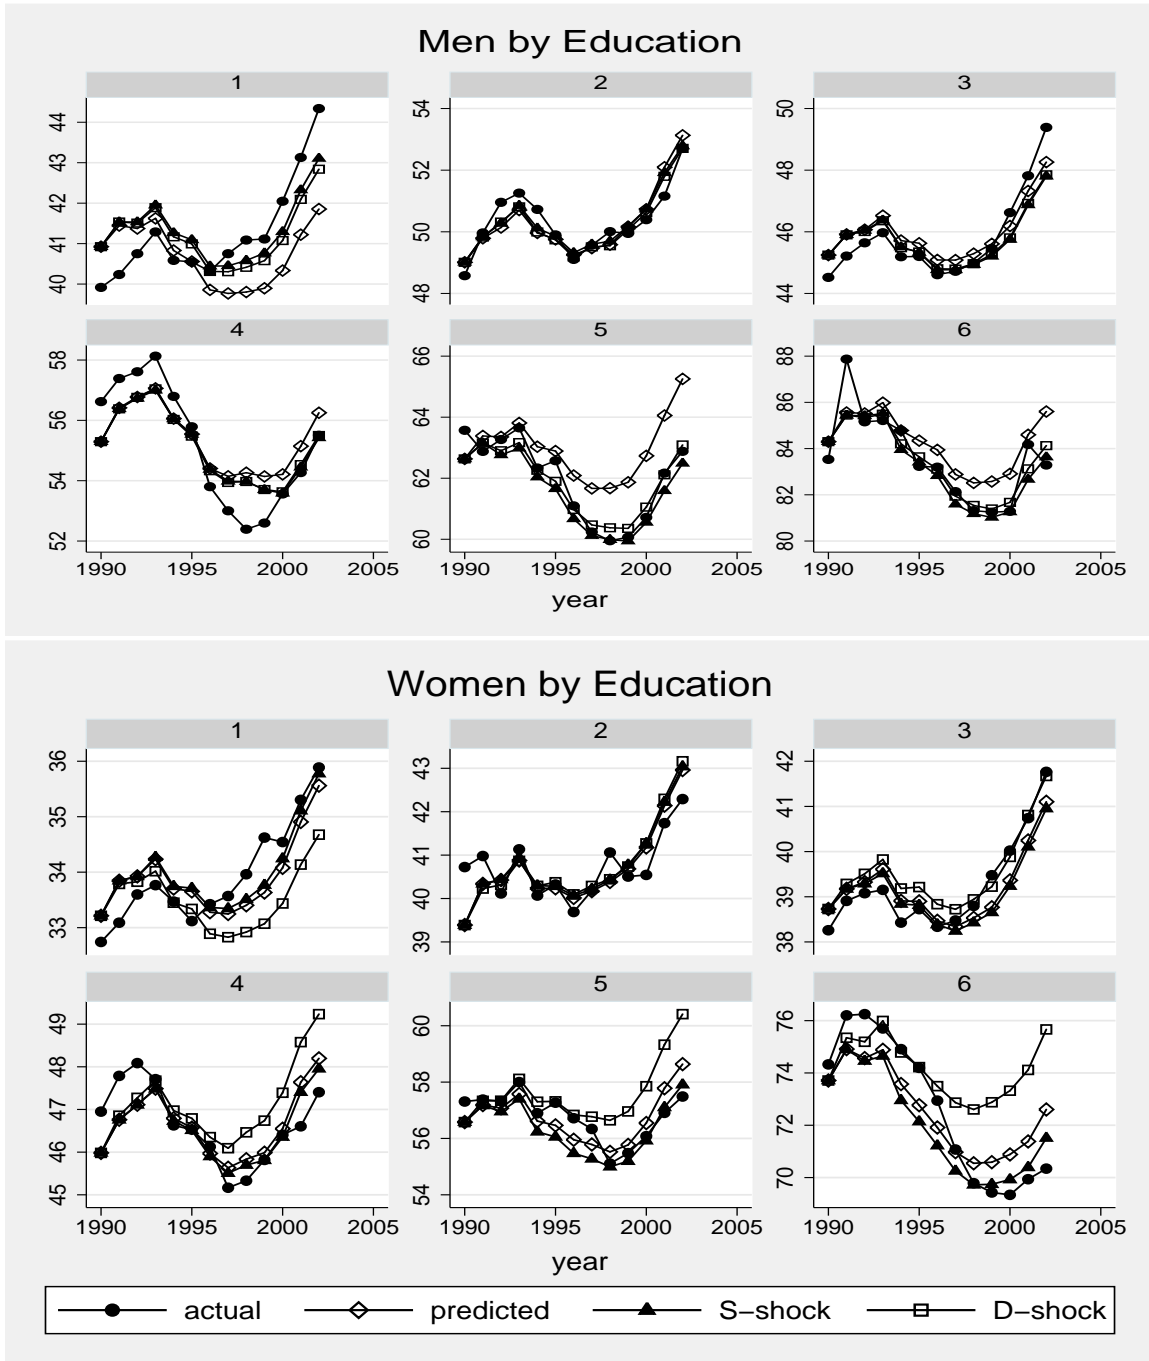 Men by Education
1 2 3
44 54 50
43 52 48
42 50 46
41 48 44
40
4 5 6
58 66 88
56 64 86
54 62 84
52 60 82
80
1990 1995 2000 2005 1990 1995 2000 2005 1990 1995 2000 2005
year
Women by Education
1 2 3
36 43 42
35 42 41
34 41 40
33 40 39
39 38
4 5 6
49 60 76
48 58 74
47 56 72
46 54 70
45
1990 1995 2000 2005 1990 1995 2000 2005 1990 1995 2000 2005
year
actual predicted S−shock D−shock